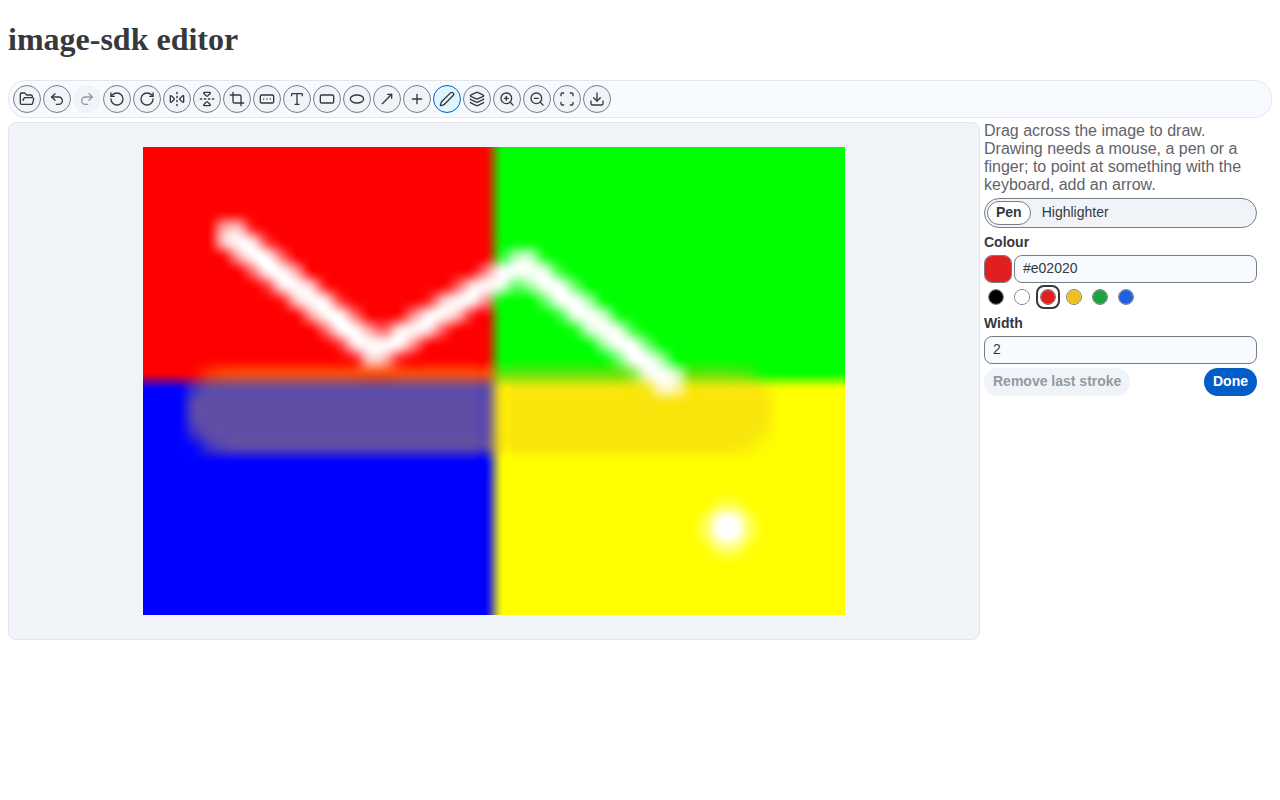 image-sdk editor
Drag across the image to draw.
Drawing needs a mouse, a pen or a
finger; to point at something with the
keyboard, add an arrow.
Pen Highlighter
Colour
#e02020
Width
2
Remove last stroke Done